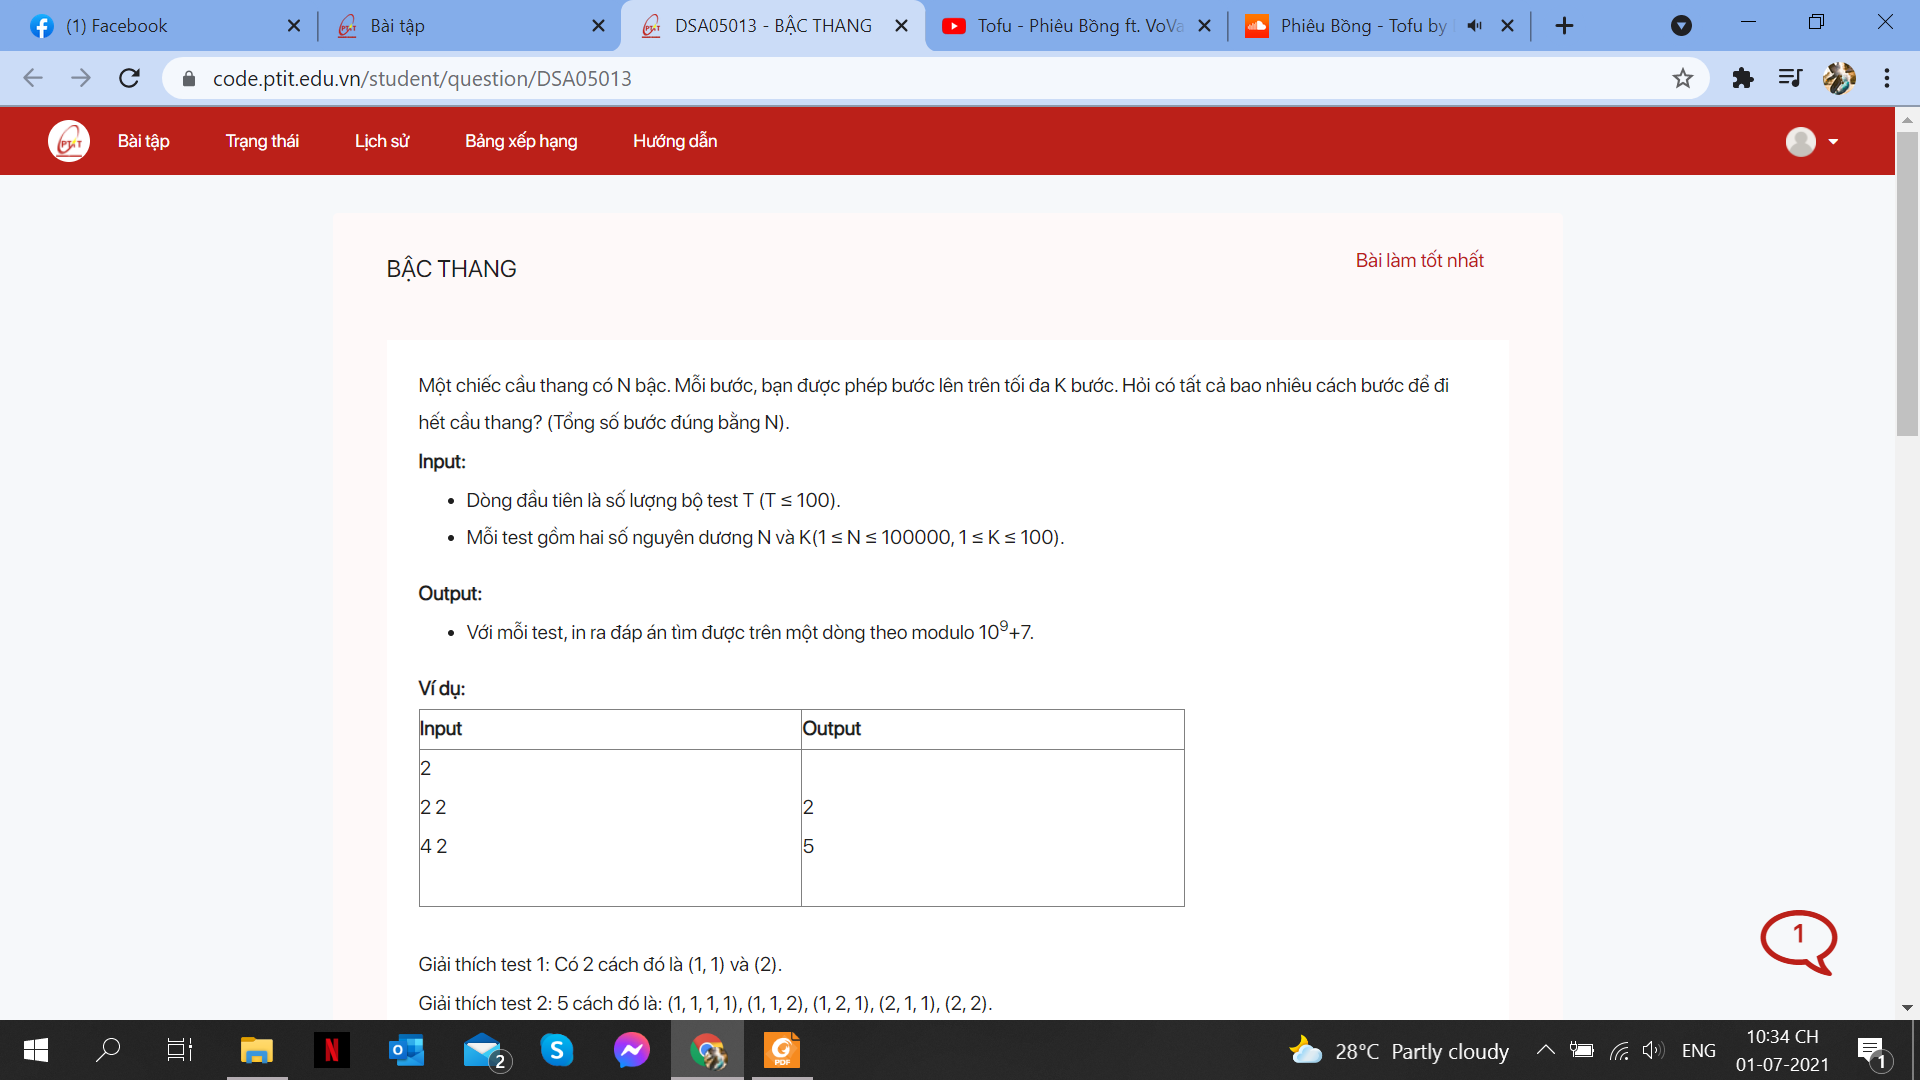 (1) Facebook
Bài tập
DSA05013 - BẬC THANG
Tofu - Phiêu Bồng ft. VoVa
Phiêu Bồng - Tofu by
code.ptit.edu.vn/student/question/DSA05013
PTIT
Bài tập
Trạng thái
Lịch sử
Bảng xếp hạng
Hướng dẫn
BẬC THANG
Bài làm tốt nhất
Một chiếc cầu thang có N bậc. Mỗi bước, bạn được phép bước lên trên tối đa K bước. Hỏi có tất cả bao nhiêu cách bước để đi
hết cầu thang? (Tổng số bước đúng bằng N).
Input:
• Dòng đầu tiên là số lượng bộ test T (T ≤ 100).
• Mỗi test gồm hai số nguyên dương N và K(1 ≤ N ≤ 100000, 1 ≤ K ≤ 100).
Output:
• Với mỗi test, in ra đáp án tìm được trên một dòng theo modulo 10⁹+7.
Ví dụ:
Input Output
2
2 2 2
4 2 5
Giải thích test 1: Có 2 cách đó là (1, 1) và (2).
Giải thích test 2: 5 cách đó là: (1, 1, 1, 1), (1, 1, 2), (1, 2, 1), (2, 1, 1), (2, 2).
1
N
2
S
PDF
28°C Partly cloudy
ENG
10:34 CH
01-07-2021
1